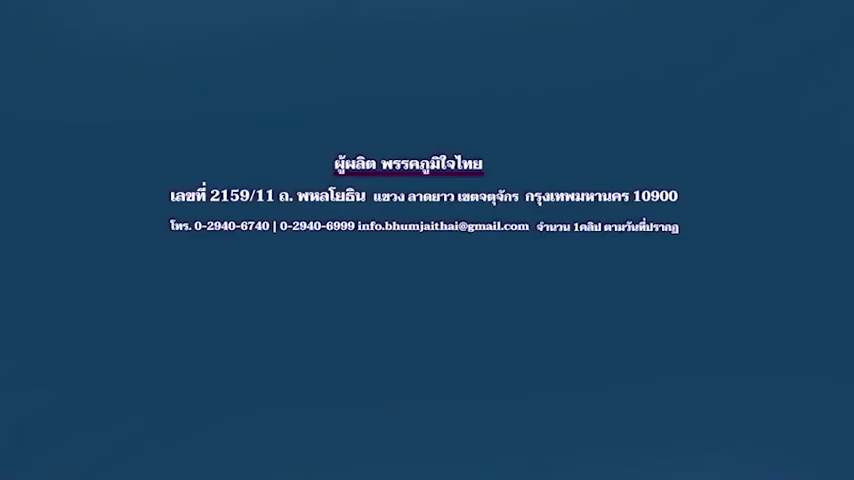 ผู้ผลิต พรรคภูมิใจไทย
เลขที่ 2159/11 ถ. พหลโยธิน แขวง ลาดยาว เขตจตุจักร กรุงเทพมหานคร 10900
โทร. 0-2940-6740 | 0-2940-6999 info.bhumjaithai@gmail.com จำนวน 1คลิป ตามวันที่ปรากฏ